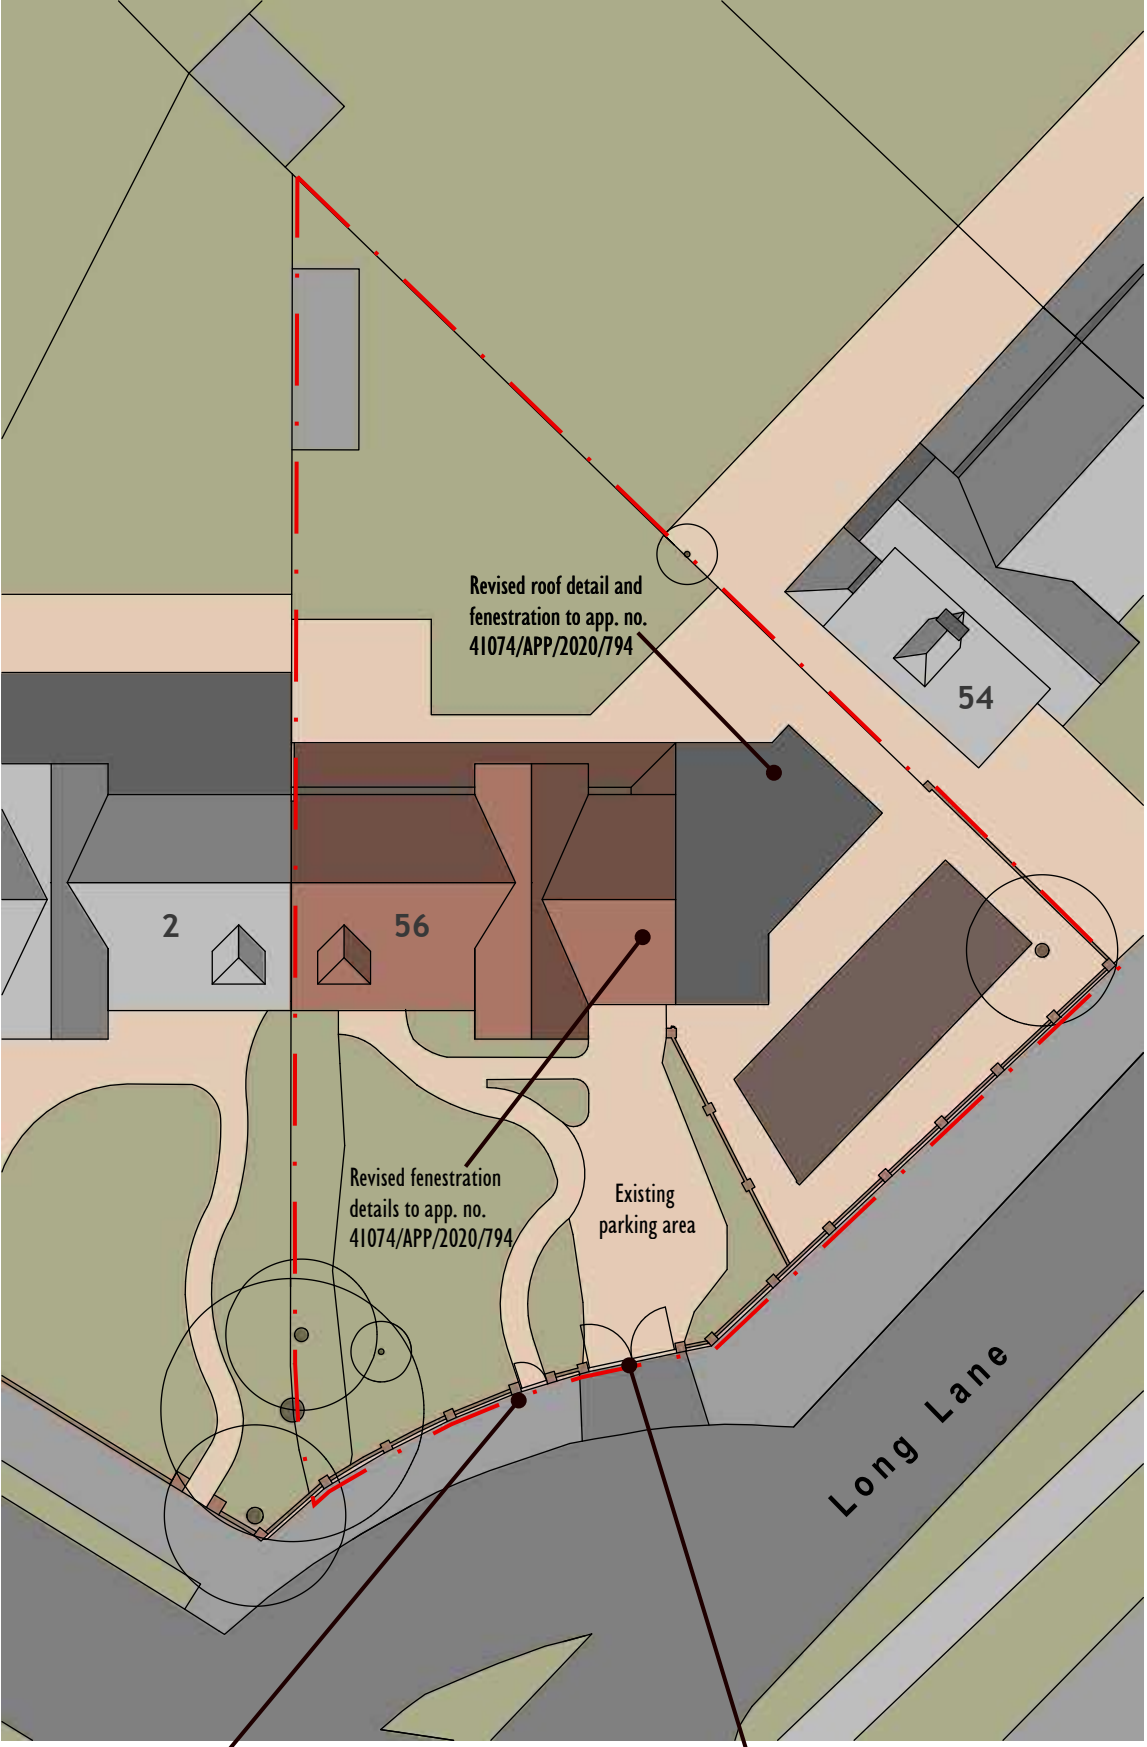 Revised roof detail and
fenestration to app. no.
41074/APP/2020/794
54
2
56
Revised fenestration
details to app. no.
41074/APP/2020/794
Existing
parking area
Long Lane